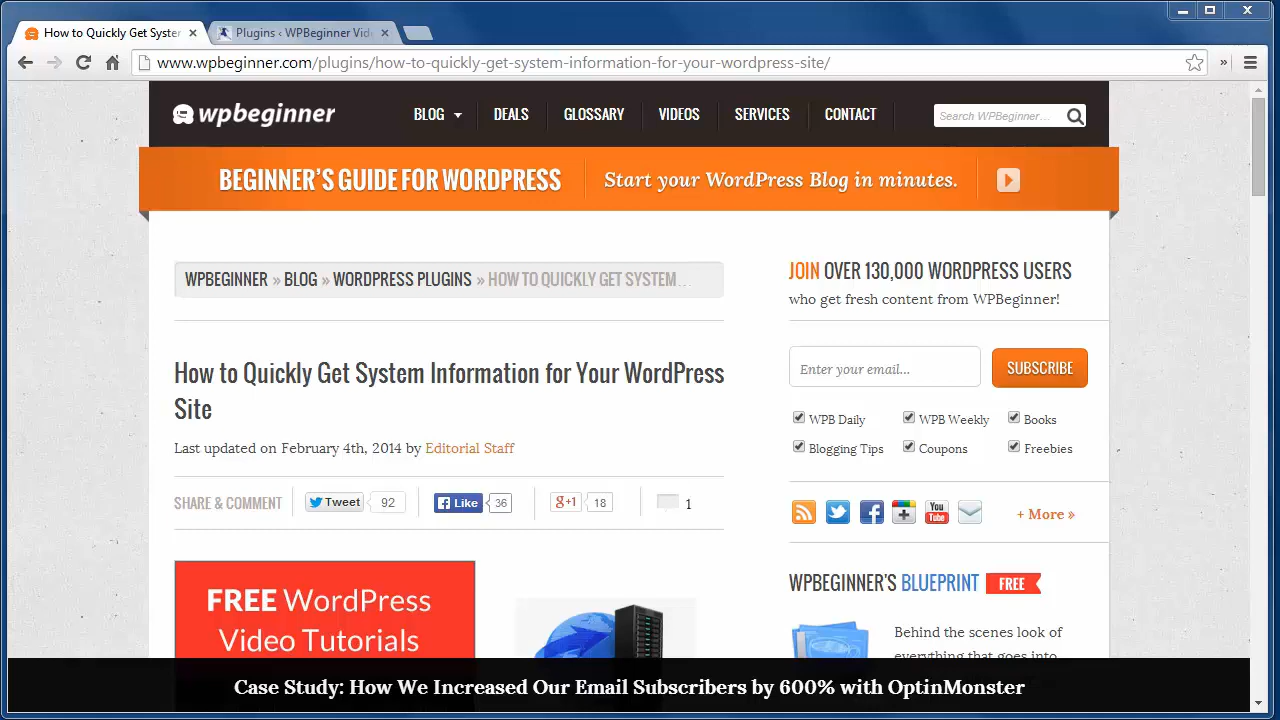 How to Quickly Get Syster
Plugins ‹ WPBeginner Vid
www.wpbeginner.com/plugins/how-to-quickly-get-system-information-for-your-wordpress-site/
wpbeginner
BLOG DEALS GLOSSARY VIDEOS SERVICES CONTACT
Search WPBeginner...
BEGINNER'S GUIDE FOR WORDPRESS
Start your WordPress Blog in minutes.
WPBEGINNER » BLOG » WORDPRESS PLUGINS » HOW TO QUICKLY GET SYSTEM...
How to Quickly Get System Information for Your WordPress
Site
Last updated on February 4th, 2014 by Editorial Staff
SHARE & COMMENT Tweet 92 Like 36 g+1 18 1
FREE WordPress
Video Tutorials
JOIN OVER 130,000 WORDPRESS USERS
who get fresh content from WPBeginner!
Enter your email... SUBSCRIBE
WPB Daily WPB Weekly Books
Blogging Tips Coupons Freebies
You Tube
+ More »
WPBEGINNER'S BLUEPRINT FREE
Behind the scenes look of
everything that goes into
Case Study: How We Increased Our Email Subscribers by 600% with OptinMonster